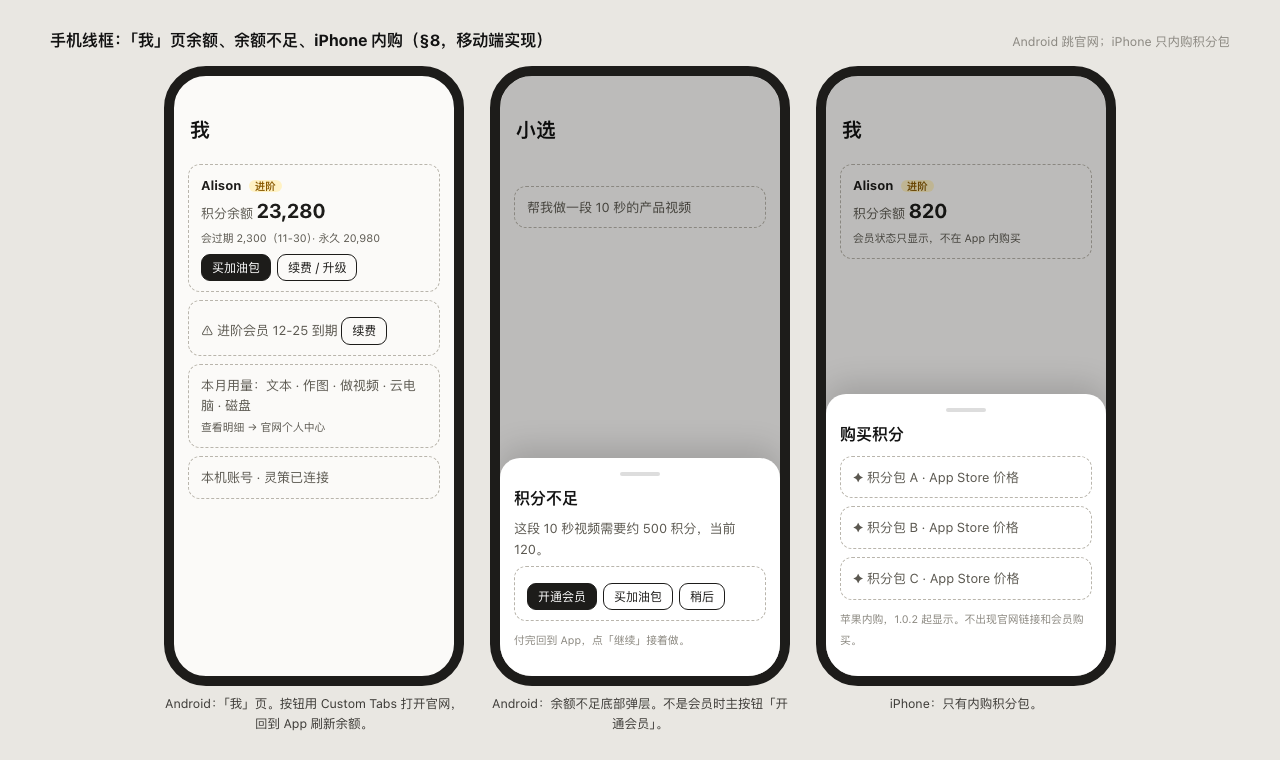 手机线框：「我」页余额、余额不足、iPhone 内购（§8，移动端实现）
Android 跳官网；iPhone 只内购积分包
我
Alison 进阶
积分余额 23,280
会过期 2,300（11-30）· 永久 20,980
买加油包 续费 / 升级
⚠ 进阶会员 12-25 到期 续费
本月用量：文本 · 作图 · 做视频 · 云电
脑 · 磁盘
查看明细 → 官网个人中心
本机账号 · 灵策已连接
Android：「我」页。按钮用 Custom Tabs 打开官网，
回到 App 刷新余额。
小选
帮我做一段 10 秒的产品视频
积分不足
这段 10 秒视频需要约 500 积分，当前
120。
开通会员 买加油包 稍后
付完回到 App，点「继续」接着做。
Android：余额不足底部弹层。不是会员时主按钮「开
通会员」。
我
Alison 进阶
积分余额 820
会员状态只显示，不在 App 内购买
购买积分
✦ 积分包 A · App Store 价格
✦ 积分包 B · App Store 价格
✦ 积分包 C · App Store 价格
苹果内购，1.0.2 起显示。不出现官网链接和会员购
买。
iPhone：只有内购积分包。